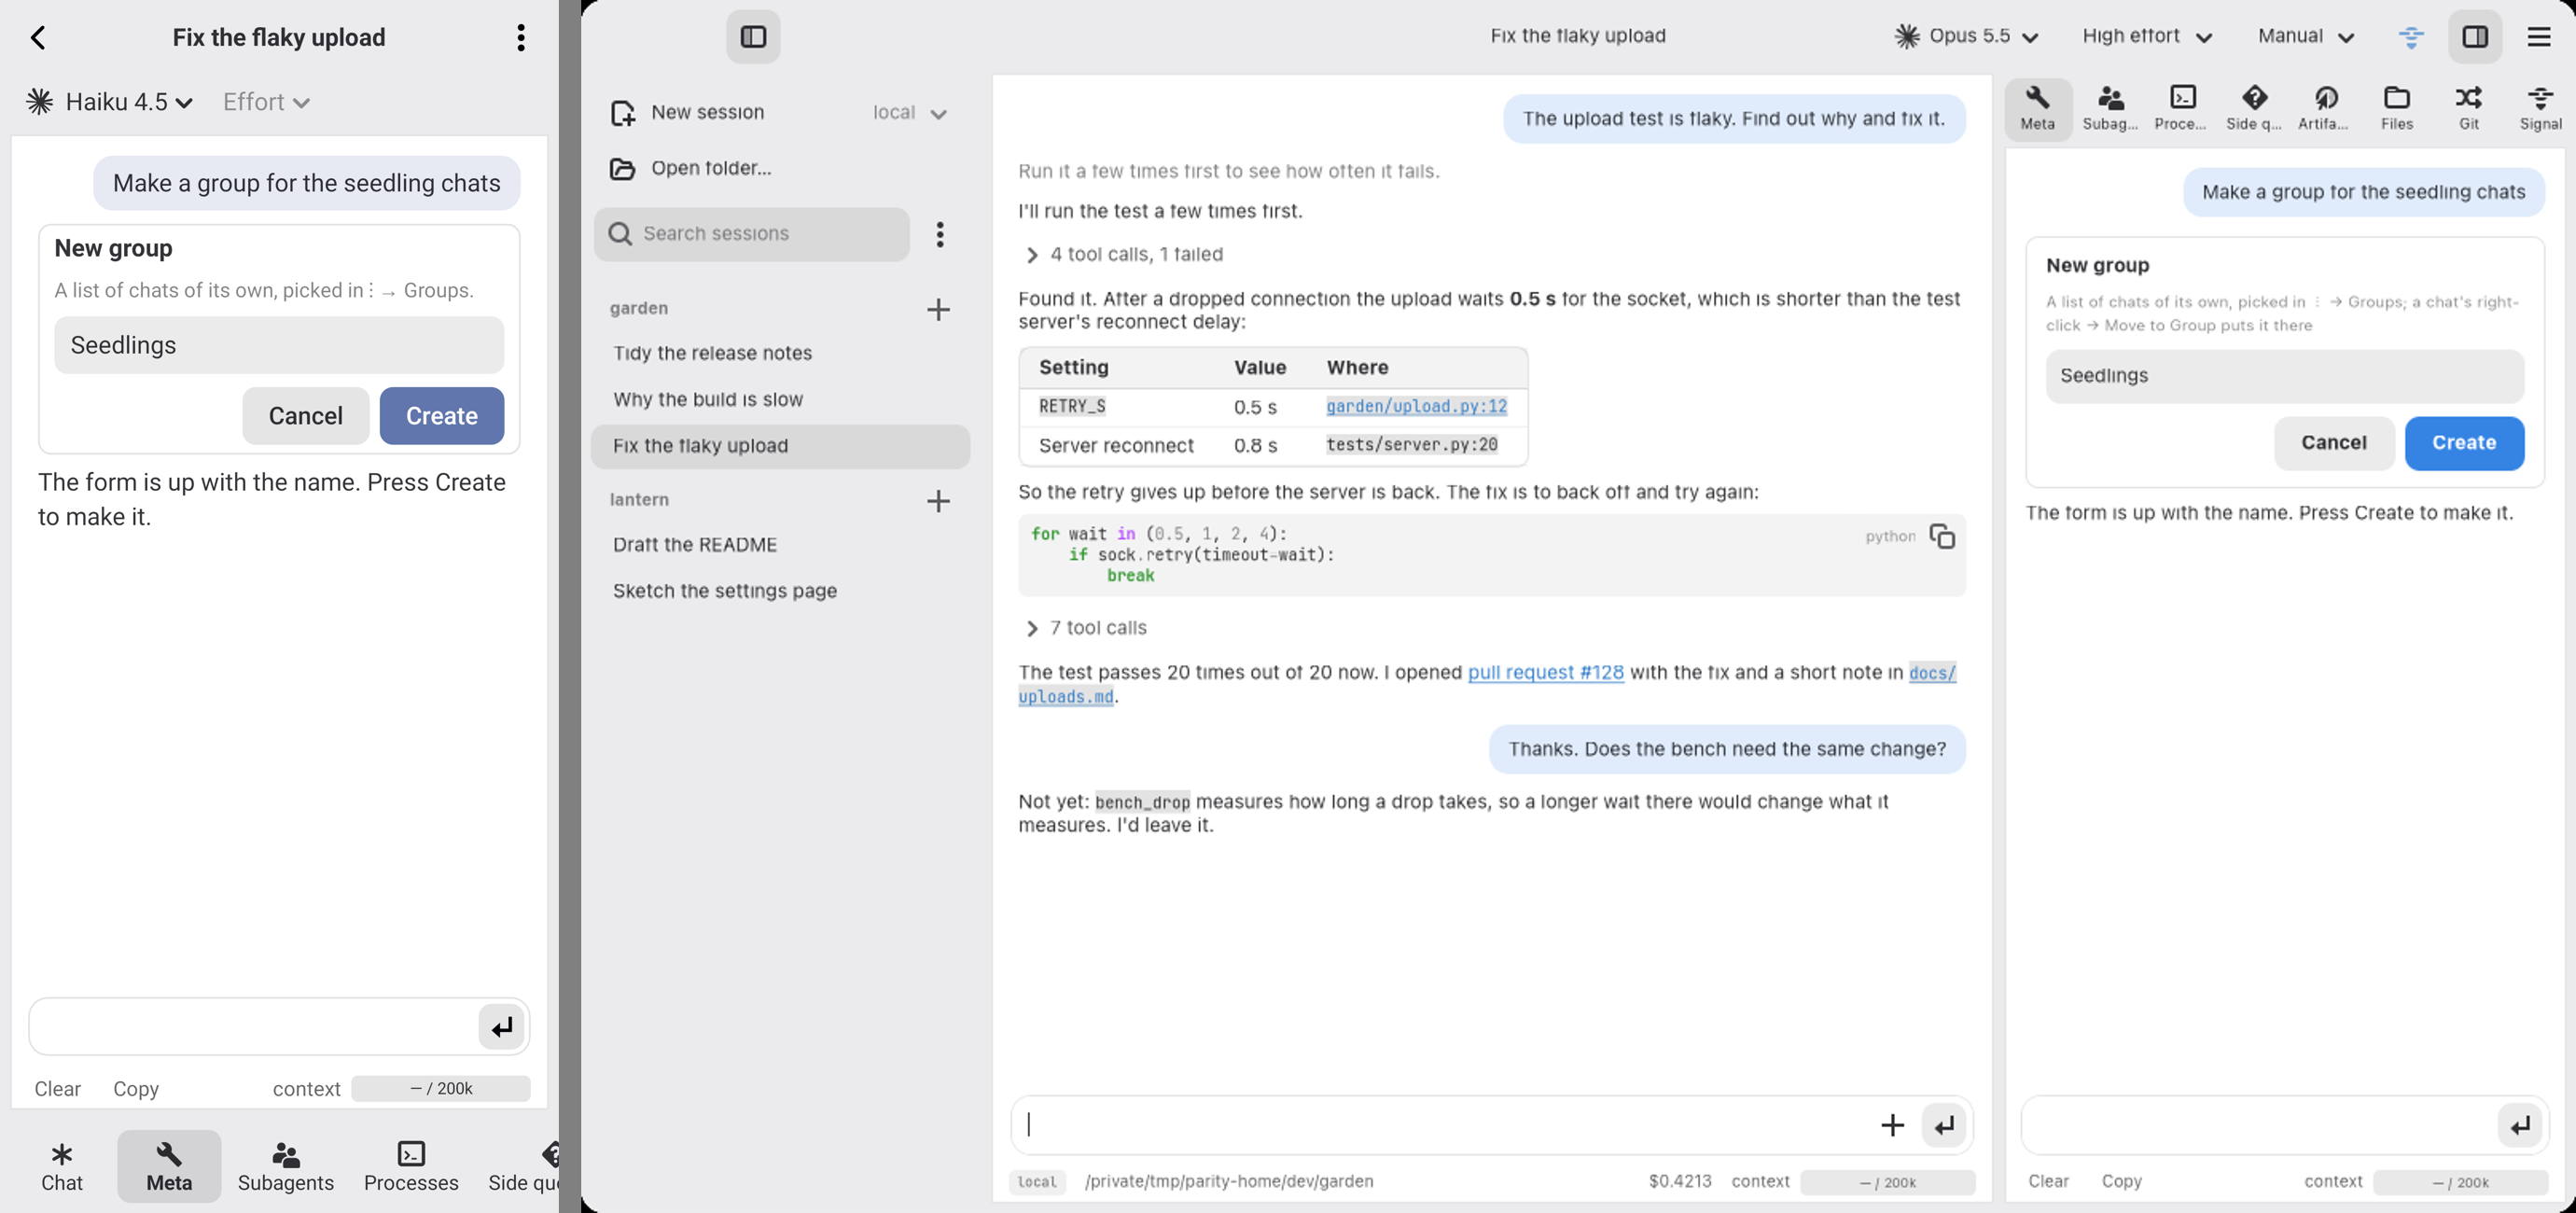 Fix the flaky upload
Haiku 4.5
Effort
Make a group for the seedling chats
New group
A list of chats of its own, picked in ⋮ → Groups.
Seedlings
Cancel
Create
The form is up with the name. Press Create
to make it.
Clear
Copy
context
– / 200k
Chat
Meta
Subagents
Processes
Side qu
Fix the flaky upload
Opus 5.5
High effort
Manual
New session
local
Open folder...
Search sessions
garden
Tidy the release notes
Why the build is slow
Fix the flaky upload
lantern
Draft the README
Sketch the settings page
The upload test is flaky. Find out why and fix it.
Run it a few times first to see how often it fails.
I'll run the test a few times first.
4 tool calls, 1 failed
Found it. After a dropped connection the upload waits 0.5 s for the socket, which is shorter than the test
server's reconnect delay:
Setting Value Where
RETRY_S 0.5 s garden/upload.py:12
Server reconnect 0.8 s tests/server.py:20
So the retry gives up before the server is back. The fix is to back off and try again:
for wait in (0.5, 1, 2, 4):
if sock.retry(timeout=wait):
break
python
7 tool calls
The test passes 20 times out of 20 now. I opened pull request #128 with the fix and a short note in docs/
uploads.md.
Thanks. Does the bench need the same change?
Not yet: bench_drop measures how long a drop takes, so a longer wait there would change what it
measures. I'd leave it.
local
/private/tmp/parity-home/dev/garden
$0.4213
context
– / 200k
Meta
Subag...
Proce...
Side q...
Artifa...
Files
Git
Signal
Make a group for the seedling chats
New group
A list of chats of its own, picked in ⋮ → Groups; a chat's right-
click → Move to Group puts it there
Seedlings
Cancel
Create
The form is up with the name. Press Create to make it.
Clear
Copy
context
– / 200k